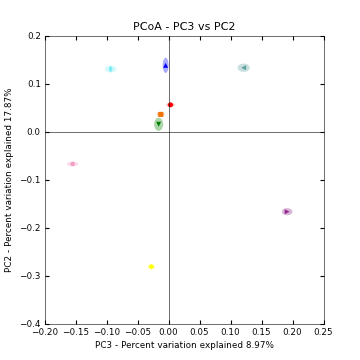 PCoA - PC3 vs PC2
0.2
0.1
0.0
−0.1
−0.2
−0.3
−0.4
PC2 - Percent variation explained 17.87%
−0.20 −0.15 −0.10 −0.05 0.00 0.05 0.10 0.15 0.20 0.25
PC3 - Percent variation explained 8.97%